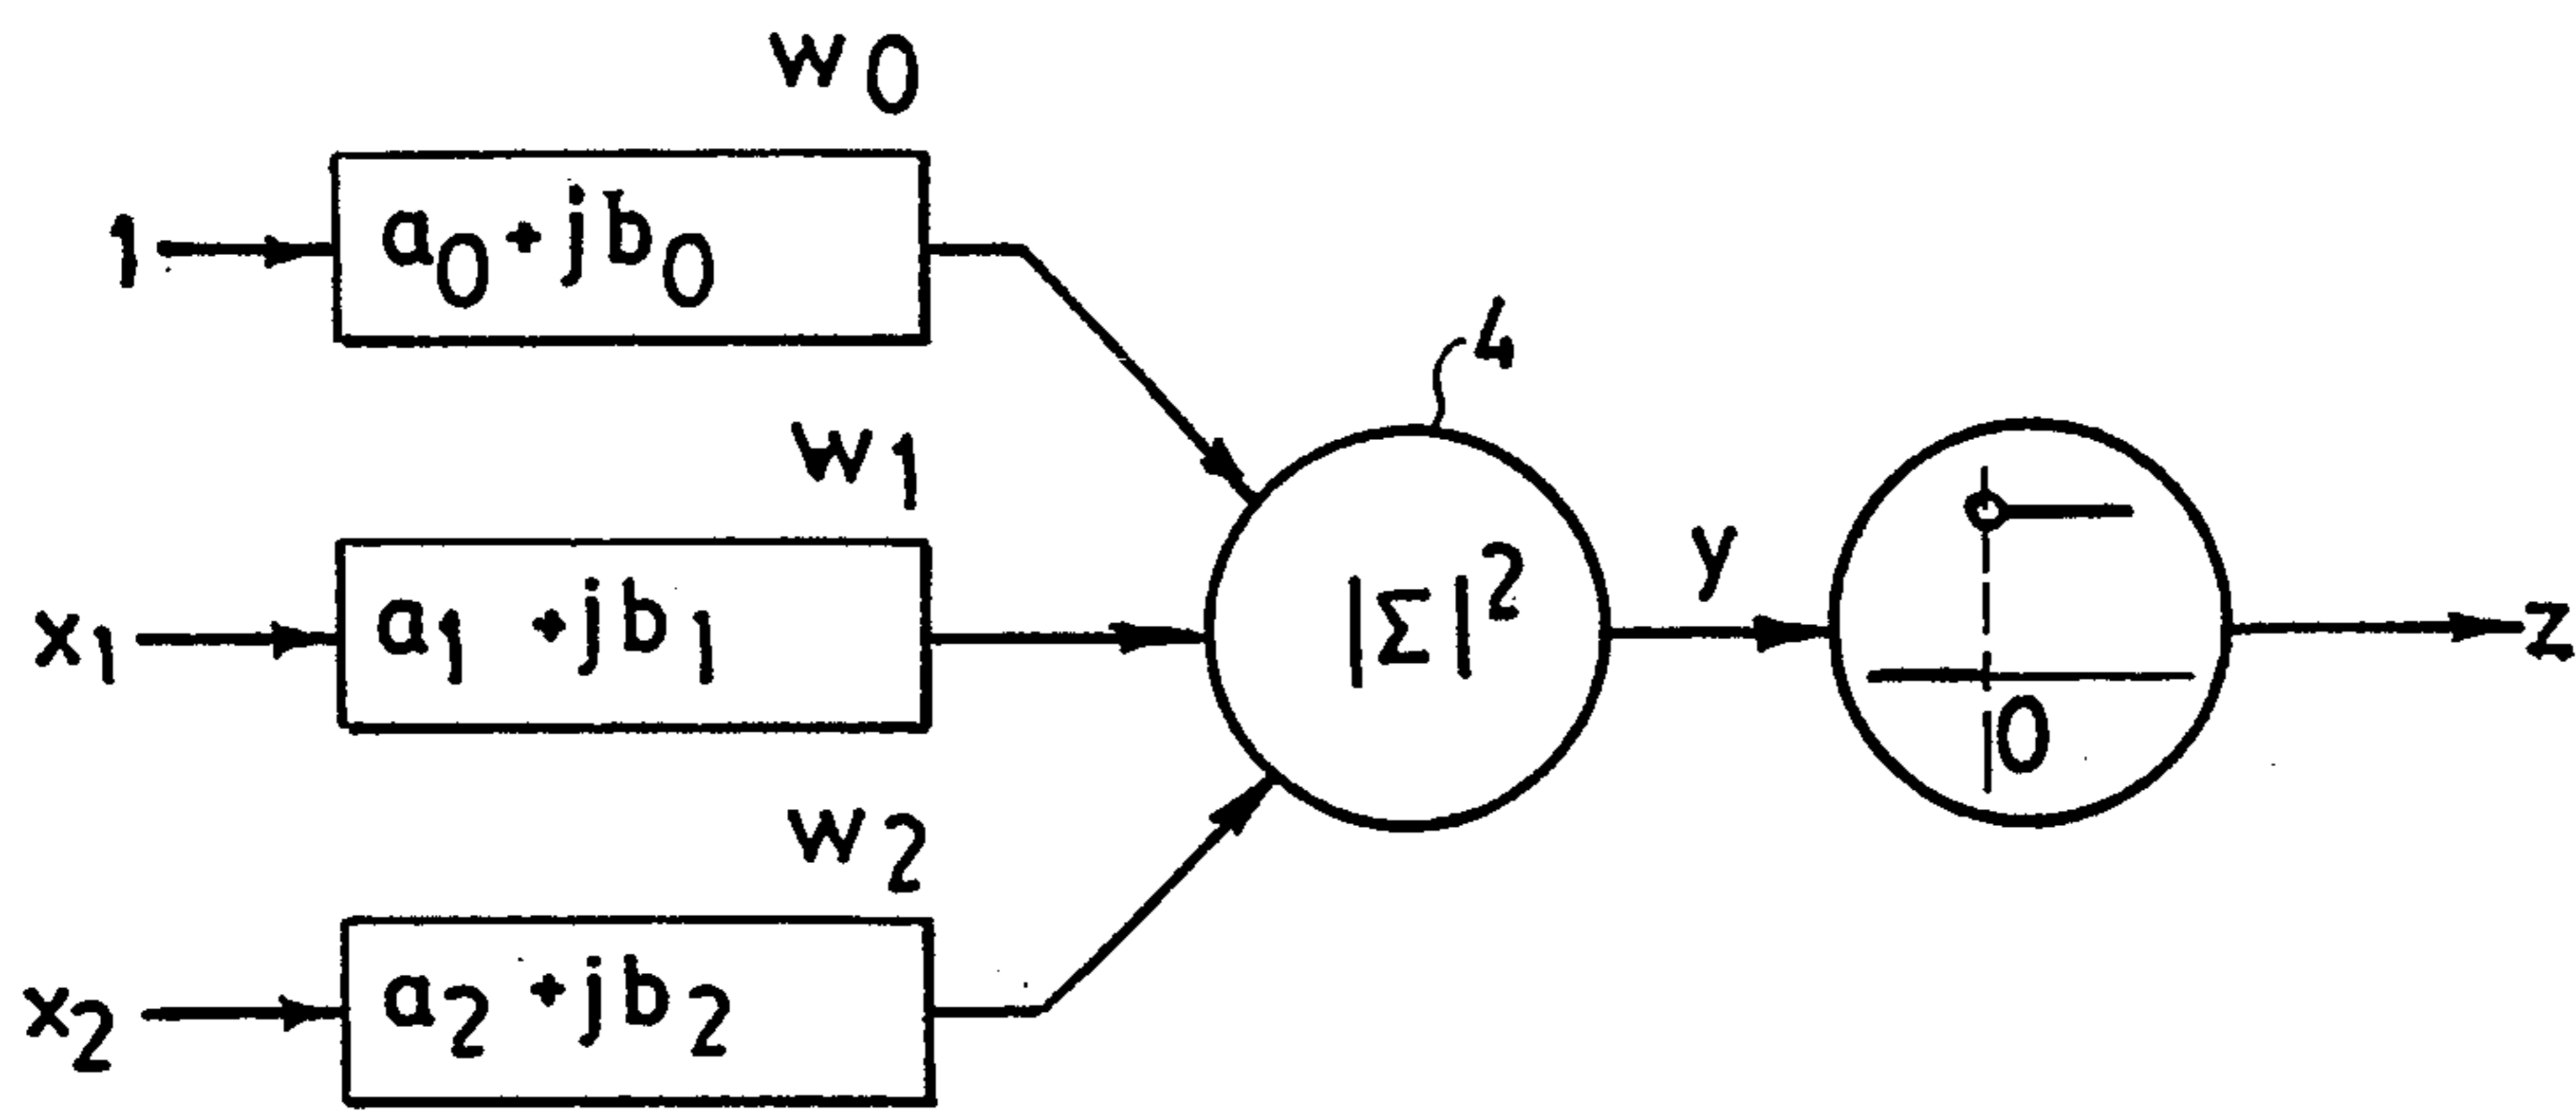 w0
1
a0 + jb0
4
w1
x1
a1 + jb1
|Σ|²
y
0
z
w2
x2
a2 + jb2